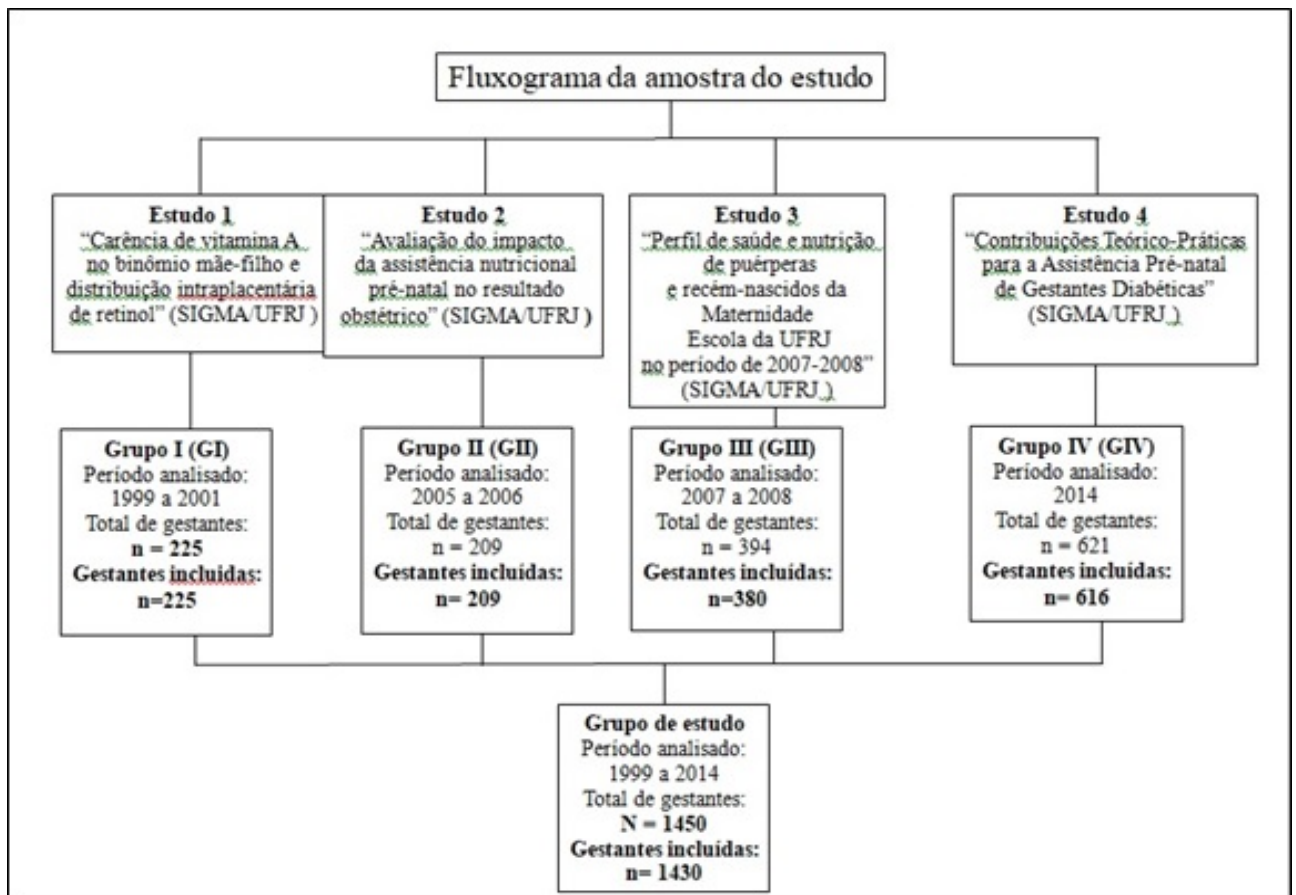 Fluxograma da amostra do estudo
Estudo 1
“Carência de vitamina A
no binômio mãe-filho e
distribuição intraplacentária
de retinol” (SIGMA/UFRJ )
Estudo 2
“Avaliação do impacto
da assistência nutricional
pré-natal no resultado
obstétrico” (SIGMA/UFRJ )
Estudo 3
“Perfil de saúde e nutrição
de puérperas
e recém-nascidos da
Maternidade
Escola da UFRJ
no período de 2007-2008”
(SIGMA/UFRJ )
Estudo 4
“Contribuições Teórico-Práticas
para a Assistência Pré-natal
de Gestantes Diabéticas”
(SIGMA/UFRJ )
Grupo I (GI)
Período analisado:
1999 a 2001
Total de gestantes:
n = 225
Gestantes incluídas:
n=225
Grupo II (GII)
Período analisado:
2005 a 2006
Total de gestantes:
n = 209
Gestantes incluídas:
n= 209
Grupo III (GIII)
Período analisado:
2007 a 2008
Total de gestantes:
n = 394
Gestantes incluídas:
n=380
Grupo IV (GIV)
Período analisado:
2014
Total de gestantes:
n = 621
Gestantes incluídas:
n= 616
Grupo de estudo
Período analisado:
1999 a 2014
Total de gestantes:
N = 1450
Gestantes incluídas:
n= 1430